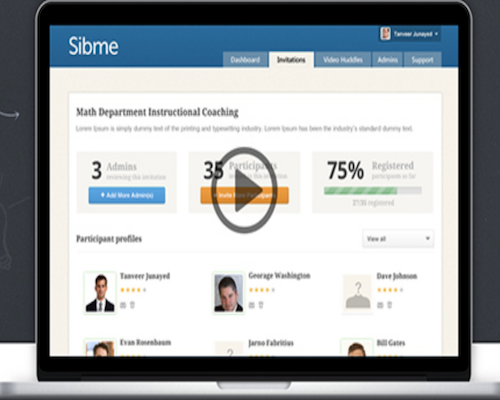 Sibme
Tanveer Junayed
Dashboard
Invitations
Video Huddles
Admins
Support
Math Department Instructional Coaching
Lorem Ipsum is simply dummy text of the printing and typesetting industry. Lorem Ipsum has been the industry's standard dummy text.
3 Admins
reviewing this invitation
+ Add More Admin(s)
35 Participants
Invite More
75% Registered
participants so far
27/35 registered
Participant profiles
View all
Tanveer Junayed
Georage Washington
Dave Johnson
?
Evan Rosenbaum
Jarno Fabritius
Bill Gates
?